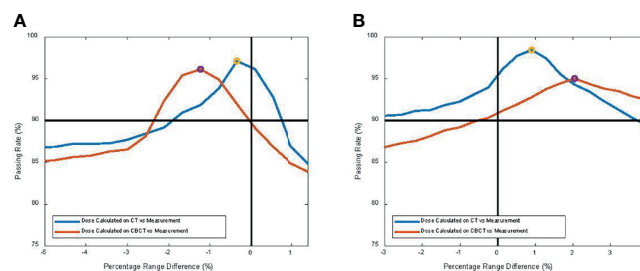 A
B
100
95
90
85
80
75
Passing Rate (%)
Dose Calculated on CT vs Measurement
Dose Calculated on CBCT vs Measurement
-5 -4 -3 -2 -1 0 1
Percentage Range Difference (%)
100
95
90
85
80
75
Passing Rate (%)
Dose Calculated on CT vs Measurement
Dose Calculated on CBCT vs Measurement
-3 -2 -1 0 1 2 3
Percentage Range Difference (%)